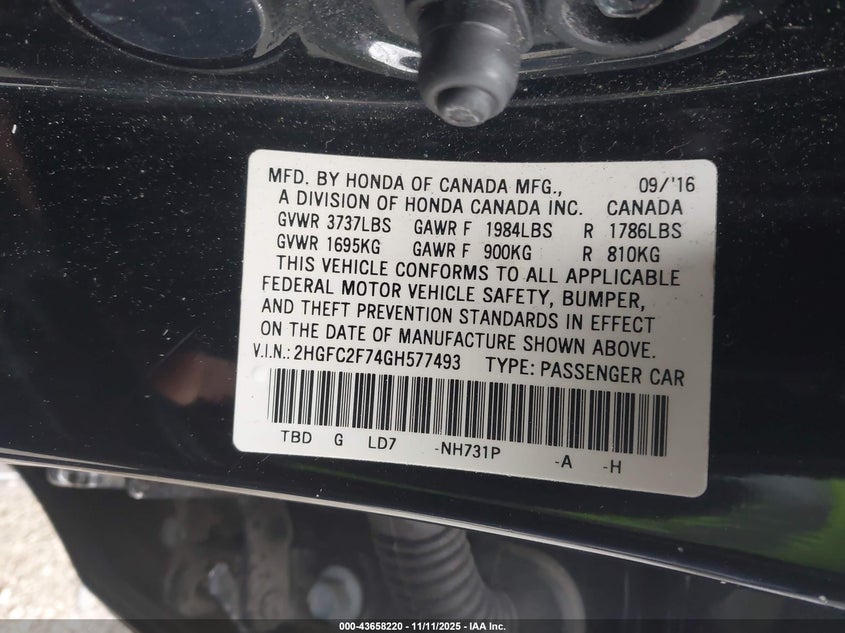 MFD. BY HONDA OF CANADA MFG., 09/'16
A DIVISION OF HONDA CANADA INC. CANADA
GVWR 3737LBS GAWR F 1984LBS R 1786LBS
GVWR 1695KG GAWR F 900KG R 810KG
THIS VEHICLE CONFORMS TO ALL APPLICABLE
FEDERAL MOTOR VEHICLE SAFETY, BUMPER,
AND THEFT PREVENTION STANDARDS IN EFFECT
ON THE DATE OF MANUFACTURE SHOWN ABOVE.
V.I.N.: 2HGFC2F74GH577493 TYPE: PASSENGER CAR
TBD G LD7 -NH731P -A -H
000-43658220 - 11/11/2025 - IAA Inc.